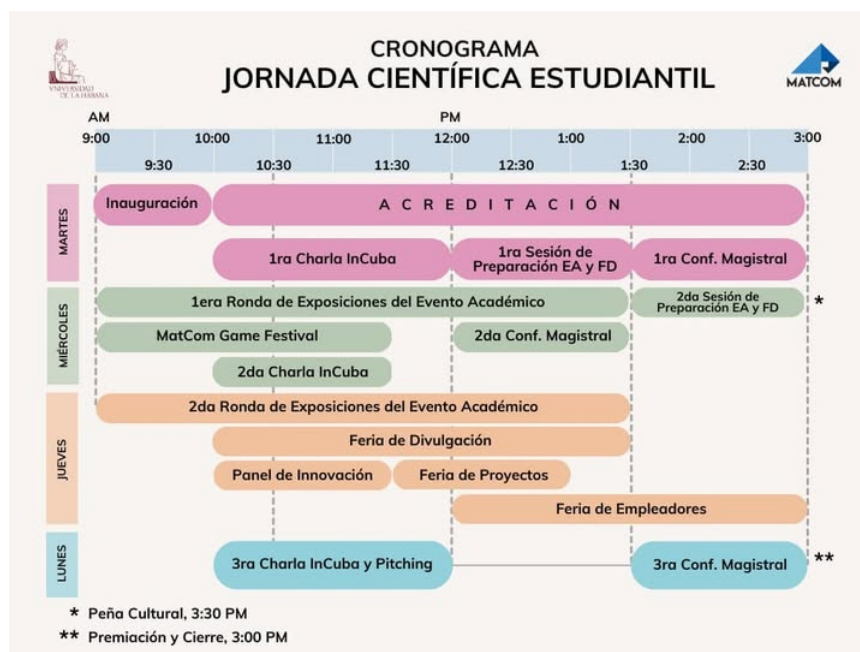 CRONOGRAMA
JORNADA CIENTÍFICA ESTUDIANTIL
VNIVERSIDAD
DE LA HABANA
MATCOM
AM
PM
9:00
10:00
11:00
12:00
1:00
2:00
3:00
9:30
10:30
11:30
12:30
1:30
2:30
MARTES
Inauguración
ACREDITACIÓN
1ra Charla InCuba
1ra Sesión de
Preparación EA y FD
1ra Conf. Magistral
MIÉRCOLES
1era Ronda de Exposiciones del Evento Académico
2da Sesión de
Preparación EA y FD
*
MatCom Game Festival
2da Conf. Magistral
2da Charla InCuba
JUEVES
2da Ronda de Exposiciones del Evento Académico
Feria de Divulgación
Panel de Innovación
Feria de Proyectos
Feria de Empleadores
LUNES
3ra Charla InCuba y Pitching
3ra Conf. Magistral
**
* Peña Cultural, 3:30 PM
** Premiación y Cierre, 3:00 PM